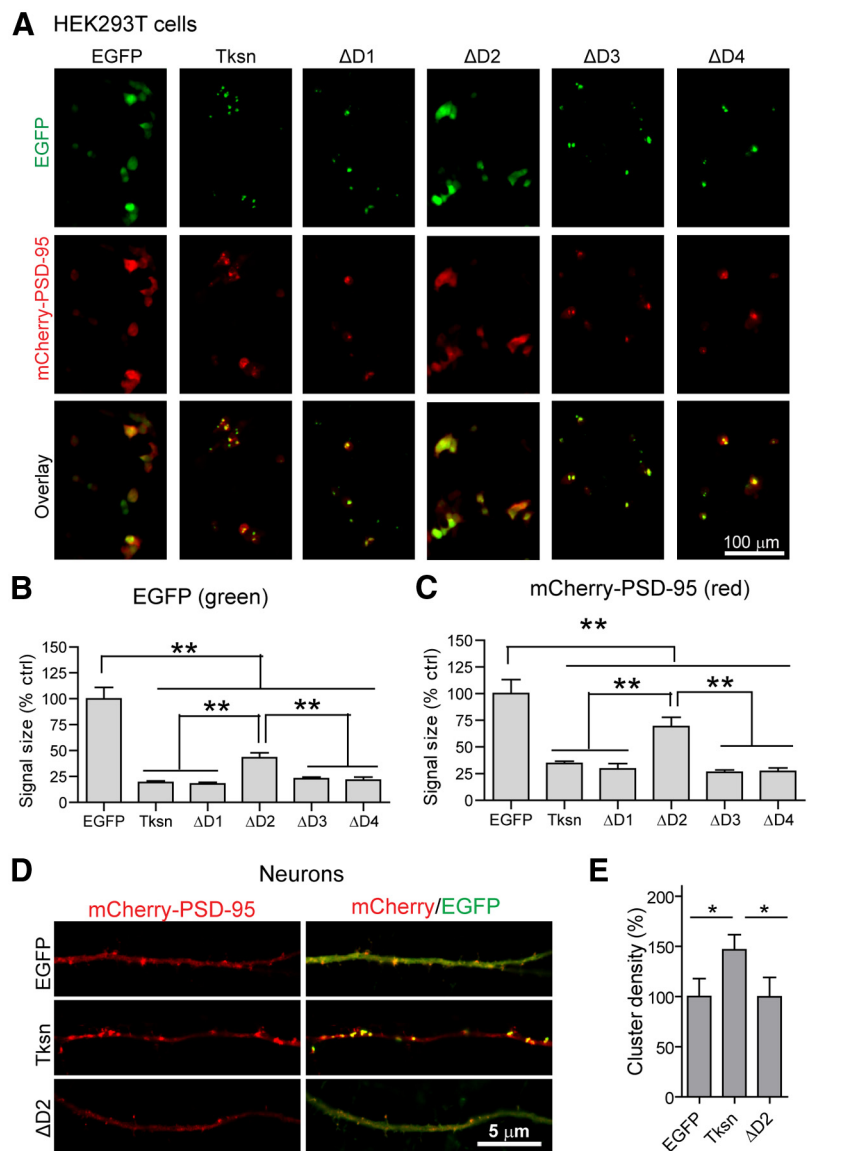 A HEK293T cells
EGFP Tksn ΔD1 ΔD2 ΔD3 ΔD4
EGFP
mCherry-PSD-95
Overlay
100 μm
B EGFP (green)
Signal size (% ctrl)
150
125
100
75
50
25
0
** ** **
EGFP Tksn ΔD1 ΔD2 ΔD3 ΔD4
C mCherry-PSD-95 (red)
Signal size (% ctrl)
150
125
100
75
50
25
0
** ** **
EGFP Tksn ΔD1 ΔD2 ΔD3 ΔD4
D Neurons
mCherry-PSD-95 mCherry/EGFP
EGFP
Tksn
ΔD2
5 μm
E
Cluster density (%)
200
150
100
50
0
* *
EGFP Tksn ΔD2